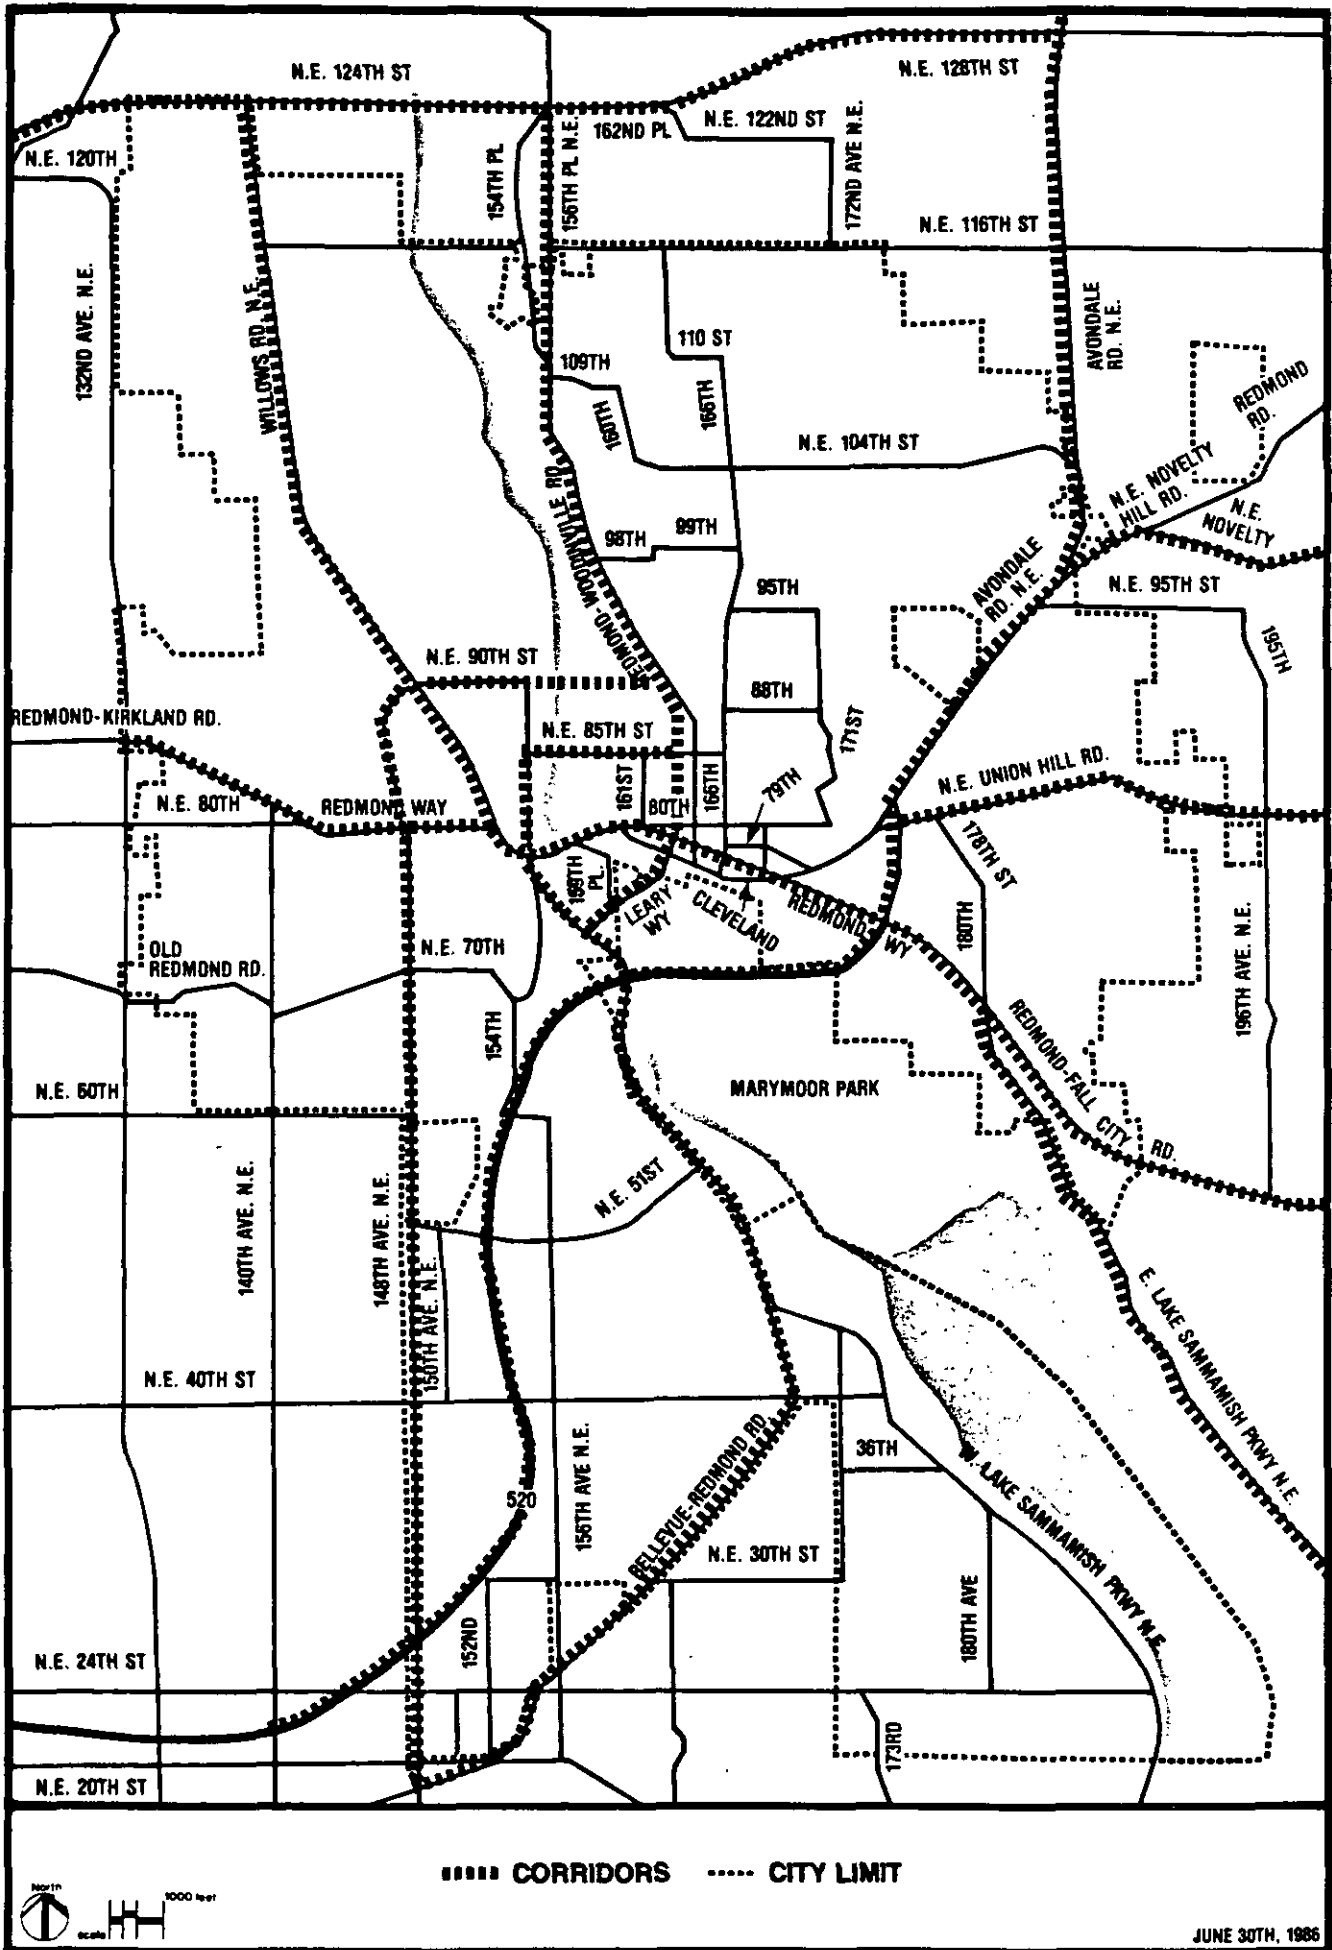 N.E. 124TH ST
N.E. 128TH ST
N.E. 120TH
162ND PL
N.E. 122ND ST
154TH PL
156TH PL N.E.
172ND AVE N.E.
N.E. 116TH ST
132ND AVE. N.E.
WILLOWS RD. N.E.
110 ST
AVONDALE
RD. N.E.
109TH
160TH
166TH
REDMOND
RD.
N.E. 104TH ST
N.E. NOVELTY
HILL RD.
N.E.
NOVELTY
REDMOND-WOODINVILLE RD
98TH
99TH
AVONDALE
RD. N.E.
95TH
N.E. 95TH ST
195TH
N.E. 90TH ST
88TH
REDMOND-KIRKLAND RD.
N.E. 85TH ST
171ST
N.E. UNION HILL RD.
161ST
80TH
166TH
79TH
N.E. 80TH
REDMOND WAY
178TH ST
159TH
PL.
LEARY
WY
CLEVELAND
REDMOND WY
180TH
196TH AVE. N.E.
N.E. 70TH
OLD
REDMOND RD.
154TH
REDMOND-FALL CITY RD.
N.E. 60TH
MARYMOOR PARK
N.E. 51ST
140TH AVE. N.E.
148TH AVE. N.E.
150TH AVE. N.E.
E. LAKE SAMMAMISH PKWY N.E.
N.E. 40TH ST
156TH AVE N.E.
BELLEVUE-REDMOND RD
36TH
W. LAKE SAMMAMISH PKWY N.E.
520
N.E. 30TH ST
152ND
180TH AVE
N.E. 24TH ST
173RD
N.E. 20TH ST
CORRIDORS
CITY LIMIT
North
scale
1000 feet
JUNE 30TH, 1986